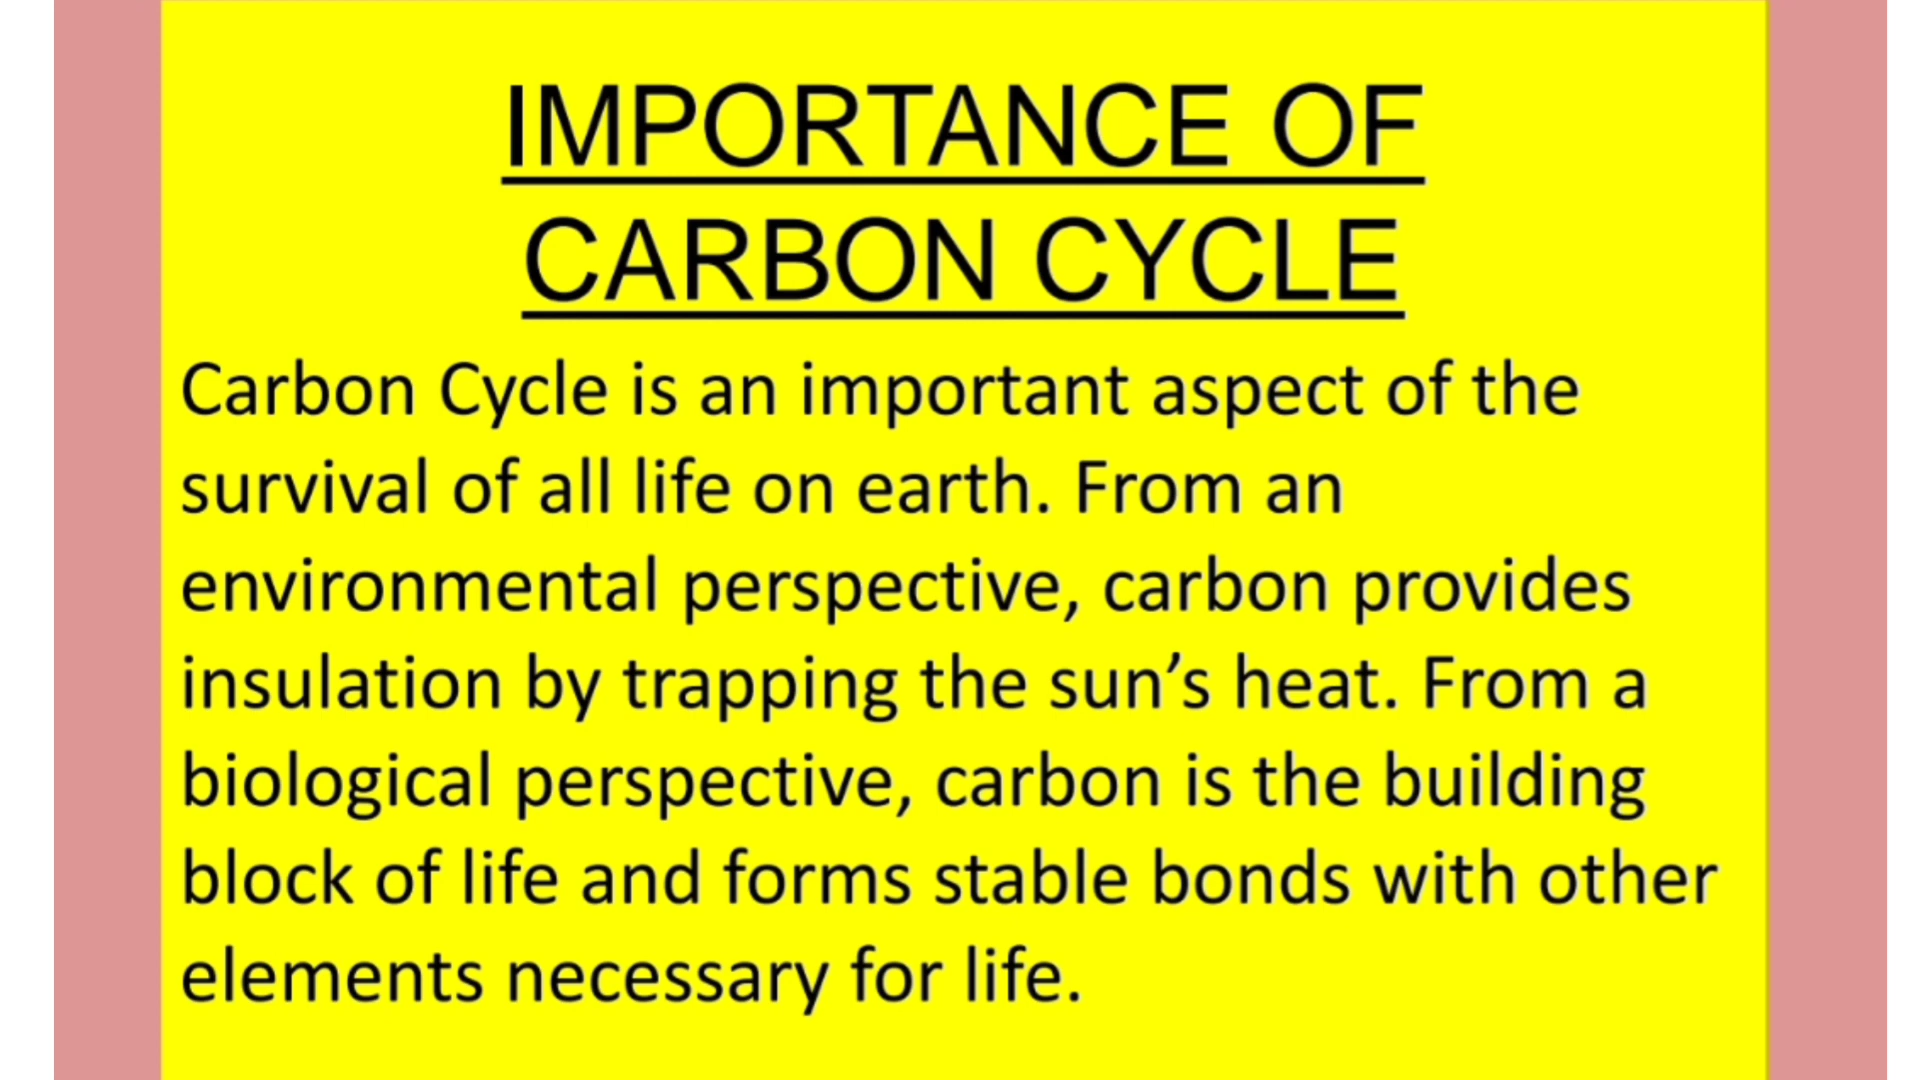 IMPORTANCE OF
CARBON CYCLE
Carbon Cycle is an important aspect of the
survival of all life on earth. From an
environmental perspective, carbon provides
insulation by trapping the sun’s heat. From a
biological perspective, carbon is the building
block of life and forms stable bonds with other
elements necessary for life.